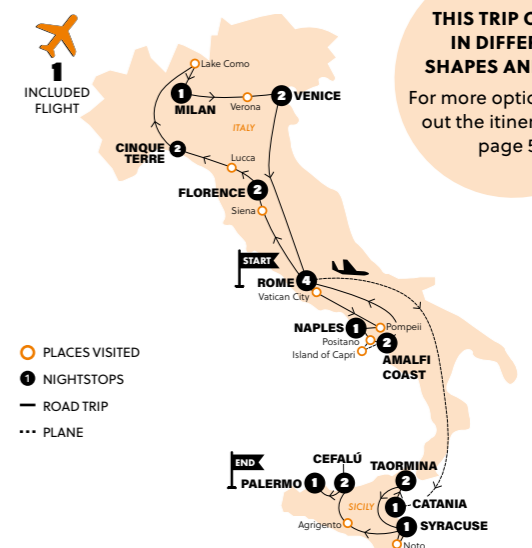 THIS TRIP
IN DIFFER
SHAPES AN
For more optio
out the itiner
page 5
1
INCLUDED
FLIGHT
Lake Como
1
MILAN
Verona
2
VENICE
ITALY
CINQUE
TERRE
2
Lucca
FLORENCE
2
Siena
START
ROME
4
Vatican City
NAPLES
1
Pompeii
Positano
Island of Capri
2
AMALFI
COAST
PLACES VISITED
1 NIGHTSTOPS
ROAD TRIP
PLANE
END
CEFALÚ
TAORMINA
PALERMO
1
2
2
SICILY
1
CATANIA
1
SYRACUSE
Agrigento
Noto